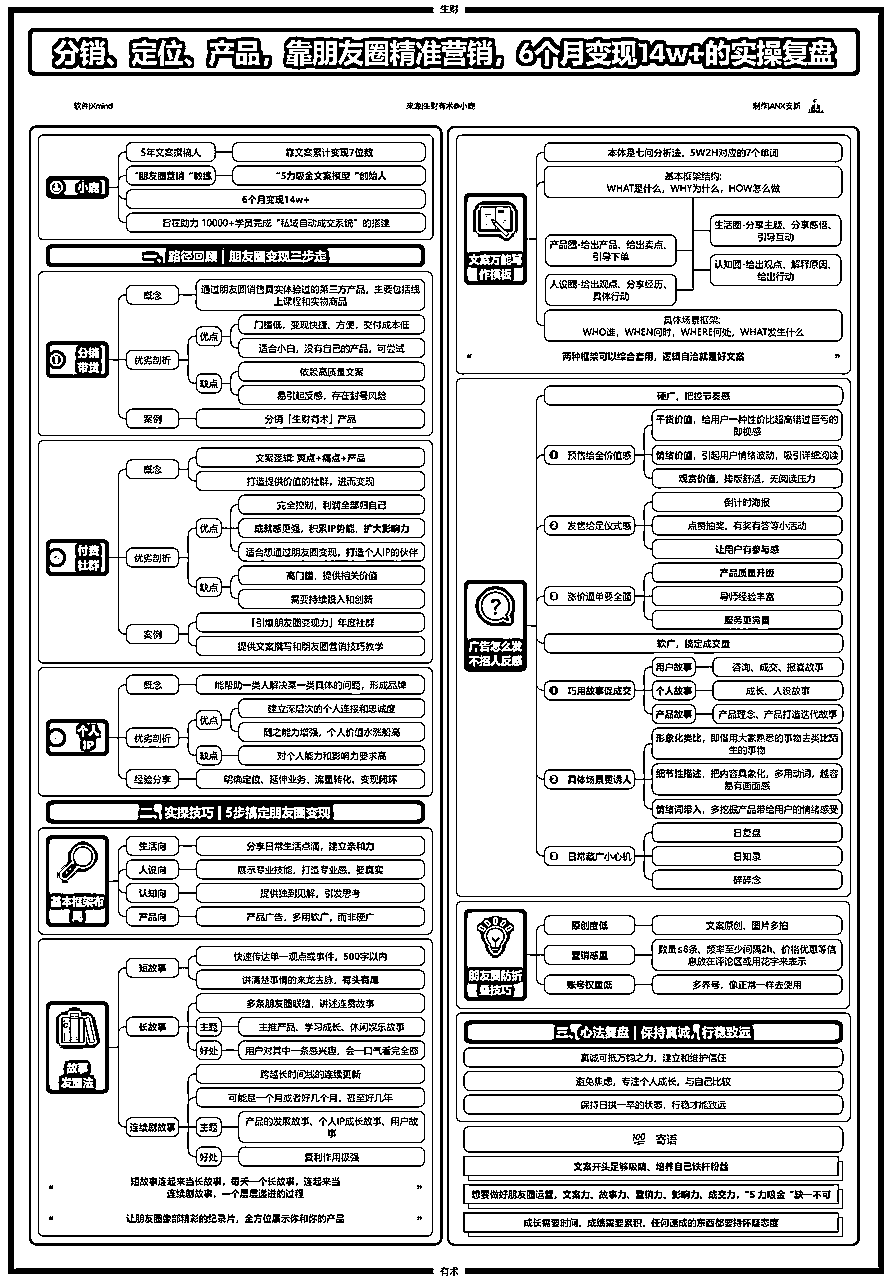 生财
分销、定位、产品，靠朋友圈精准营销，6个月变现14w+的实操复盘
软件|Xmind
来源|生财有术@小鹿
制作|ANX安妍
小鹿
5年文案撰稿人
靠文案累计变现7位数
“朋友圈营销”教练
“5力吸金文案模型”创始人
6个月变现14w+
旨在助力 10000+学员完成“私域自动成交系统”的搭建
一、路径回顾丨朋友圈变现三步走
分销
带货
概念
通过朋友圈销售真实体验过的第三方产品，主要包括线
上课程和实物商品
优劣剖析
优点
门槛低，变现快捷、方便，交付成本低
适合小白，没有自己的产品，可尝试
缺点
依赖高质量文案
易引起反感，存在封号风险
案例
分销「生财有术」产品
付费
社群
概念
文案逻辑：卖点+痛点+产品
打造提供价值的社群，进而变现
优劣剖析
优点
完全控制，利润全部归自己
成就感更强，积累IP势能，扩大影响力
适合想通过朋友圈变现，打造个人IP的伙伴
缺点
高门槛，提供相关价值
需要持续投入和创新
案例
「引爆朋友圈变现力」年度社群
提供文案撰写和朋友圈营销技巧教学
个人
IP
概念
能帮助一类人解决某一类具体的问题，形成品牌
优劣剖析
优点
建立深层次的个人连接和忠诚度
随之能力增强，个人价值水涨船高
缺点
对个人能力和影响力要求高
经验分享
明确定位、延伸业务、流量转化、变现闭环
二、实操技巧丨5步搞定朋友圈变现
基本框架布
局
生活向
分享日常生活点滴，建立亲和力
人设向
展示专业技能，打造专业感，要真实
认知向
提供独到见解，引发思考
产品向
产品广告，多用软广，而非硬广
故事
发圈法
短故事
快速传达单一观点或事件，500字以内
讲清楚事情的来龙去脉，有头有尾
长故事
多条朋友圈联结，讲述连贯故事
主题
主推产品、学习成长、休闲娱乐故事
好处
用户对其中一条感兴趣，会一口气看完全部
连续剧故事
跨越长时间线的连续更新
可能是一个月或者好几个月，甚至好几年
主题
产品的发展故事、个人IP成长故事、用户故
事
好处
复利作用极强
“ 短故事连起来当长故事，每天一个长故事，连起来当
连续剧故事，一个层层递进的过程 ”
“ 让朋友圈像部精彩的纪录片，全方位展示你和你的产品 ”
文案万能写
作模板
本体是七问分析法，5W2H对应的7个单词
基本框架结构：
WHAT是什么，WHY为什么，HOW怎么做
生活圈-分享主题、分享感悟、
引导互动
产品圈-给出产品、给出卖点、
引导下单
认知圈-给出观点、解释原因、
给出行动
人设圈-给出观点、分享经历、
具体行动
具体场景框架：
WHO谁，WHEN何时，WHERE何处，WHAT发生什么
“ 两种框架可以综合套用，逻辑自洽就是好文案 ”
广告怎么发
不招人反感
硬广，把控节奏感
预售给金价值感
干货价值，给用户一种性价比超高错过巨亏的
即视感
情绪价值，引起用户情绪波动，吸引详细阅读
观赏价值，排版舒适，无阅读压力
发售给足仪式感
倒计时海报
点赞抽奖，有奖有答等小活动
让用户有参与感
涨价逼单要全面
产品质量升级
导师经验丰富
服务更完善
软广，锁定成交量
巧用故事促成交
用户故事
咨询、成交、报喜故事
个人故事
成长、人设故事
产品故事
产品理念、产品打造迭代故事
具体场景更诱人
形象化类比，即借用大家熟悉的事物去类比陌
生的事物
细节性描述，把内容具象化，多用动词，越容
易有画面感
情绪词带入，多挖掘产品带给用户的情绪感受
日常藏广小心机
日复盘
日知录
碎碎念
朋友圈防折
叠技巧
原创度低
文案原创、图片多拍
营销感重
数量≤8条、频率至少间隔2h、价格优惠等信
息放在评论区或用花字来表示
账号权重低
多养号，像正常一样去使用
三、心法复盘丨保持真诚，行稳致远
真诚可抵万钧之力，建立和维护信任
避免焦虑，专注个人成长，与自己比较
保持日拱一卒的状态，行稳才能致远
寄语
文案开头足够吸睛，培养自己铁杆粉丝
想要做好朋友圈运营，文案力、故事力、营销力、影响力、成交力，“5 力吸金 ”缺一不可
成长需要时间，成绩需要累积，任何速成的东西都要持怀疑态度
有术